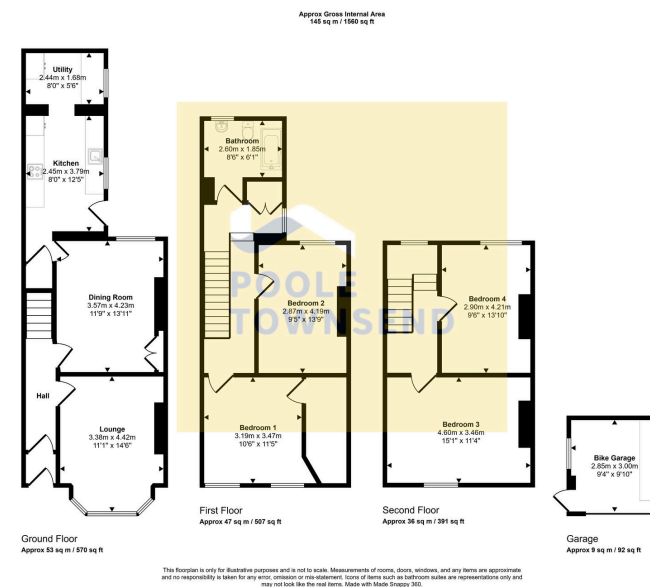 Approx Gross Internal Area
145 sq m / 1560 sq ft
Utility
2.44m x 1.68m
8'0" x 5'6"
Kitchen
2.45m x 3.79m
8'0" x 12'5"
Dining Room
3.57m x 4.23m
11'9" x 13'11"
Hall
Lounge
3.38m x 4.42m
11'1" x 14'6"
Ground Floor
Approx 53 sq m / 570 sq ft
Bathroom
2.60m x 1.85m
8'6" x 6'1"
POOLE
TOWNSEND
Bedroom 2
2.87m x 4.19m
9'5" x 13'9"
Bedroom 1
3.19m x 3.47m
10'6" x 11'5"
First Floor
Approx 47 sq m / 507 sq ft
Bedroom 4
2.90m x 4.21m
9'6" x 13'10"
Bedroom 3
4.60m x 3.46m
15'1" x 11'4"
Second Floor
Approx 36 sq m / 391 sq ft
Bike Garage
2.85m x 3.00m
9'4" x 9'10"
Garage
Approx 9 sq m / 92 sq ft
This floorplan is only for illustrative purposes and is not to scale. Measurements of rooms, doors, windows, and any items are approximate
and no responsibility is taken for any error, omission or mis-statement. Icons of items such as bathroom suites are representations only and
may not look like the real items. Made with Made Snappy 360.